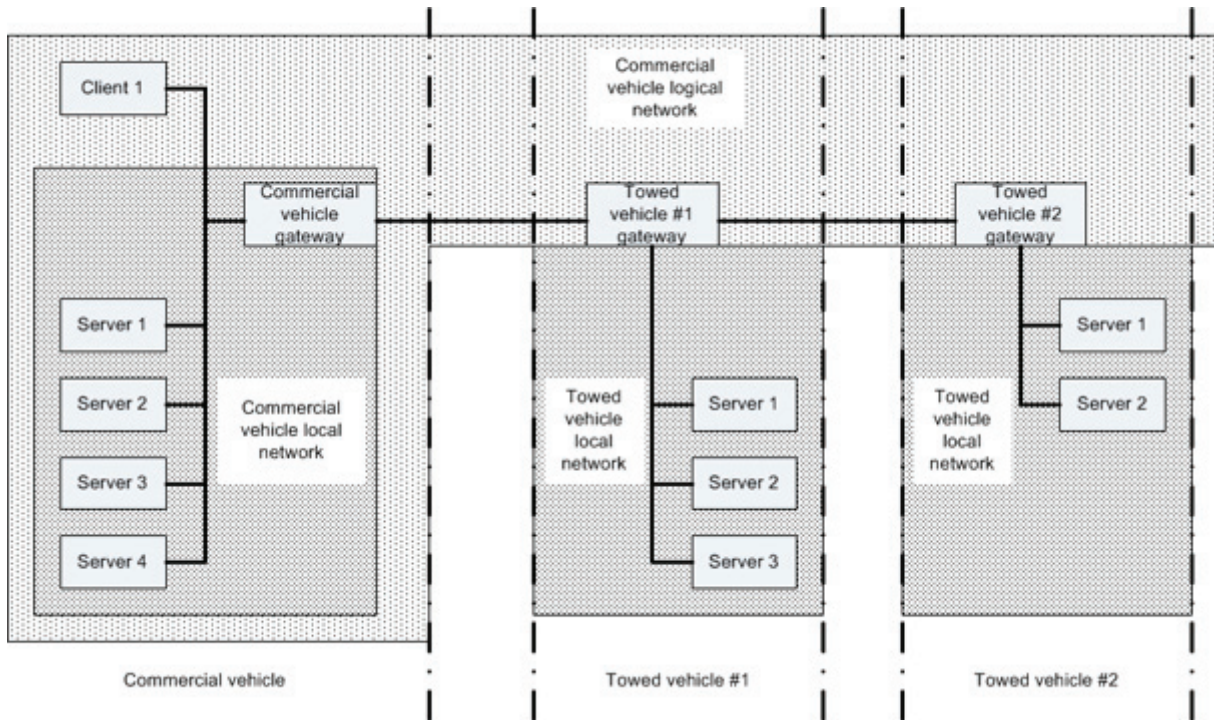 Client 1
Commercial
vehicle logical
network
Commercial
vehicle
gateway
Towed
vehicle #1
gateway
Towed
vehicle #2
gateway
Server 1
Server 2
Server 3
Server 4
Commercial
vehicle local
network
Towed
vehicle
local
network
Server 1
Server 2
Server 3
Server 1
Server 2
Towed
vehicle
local
network
Commercial vehicle
Towed vehicle #1
Towed vehicle #2